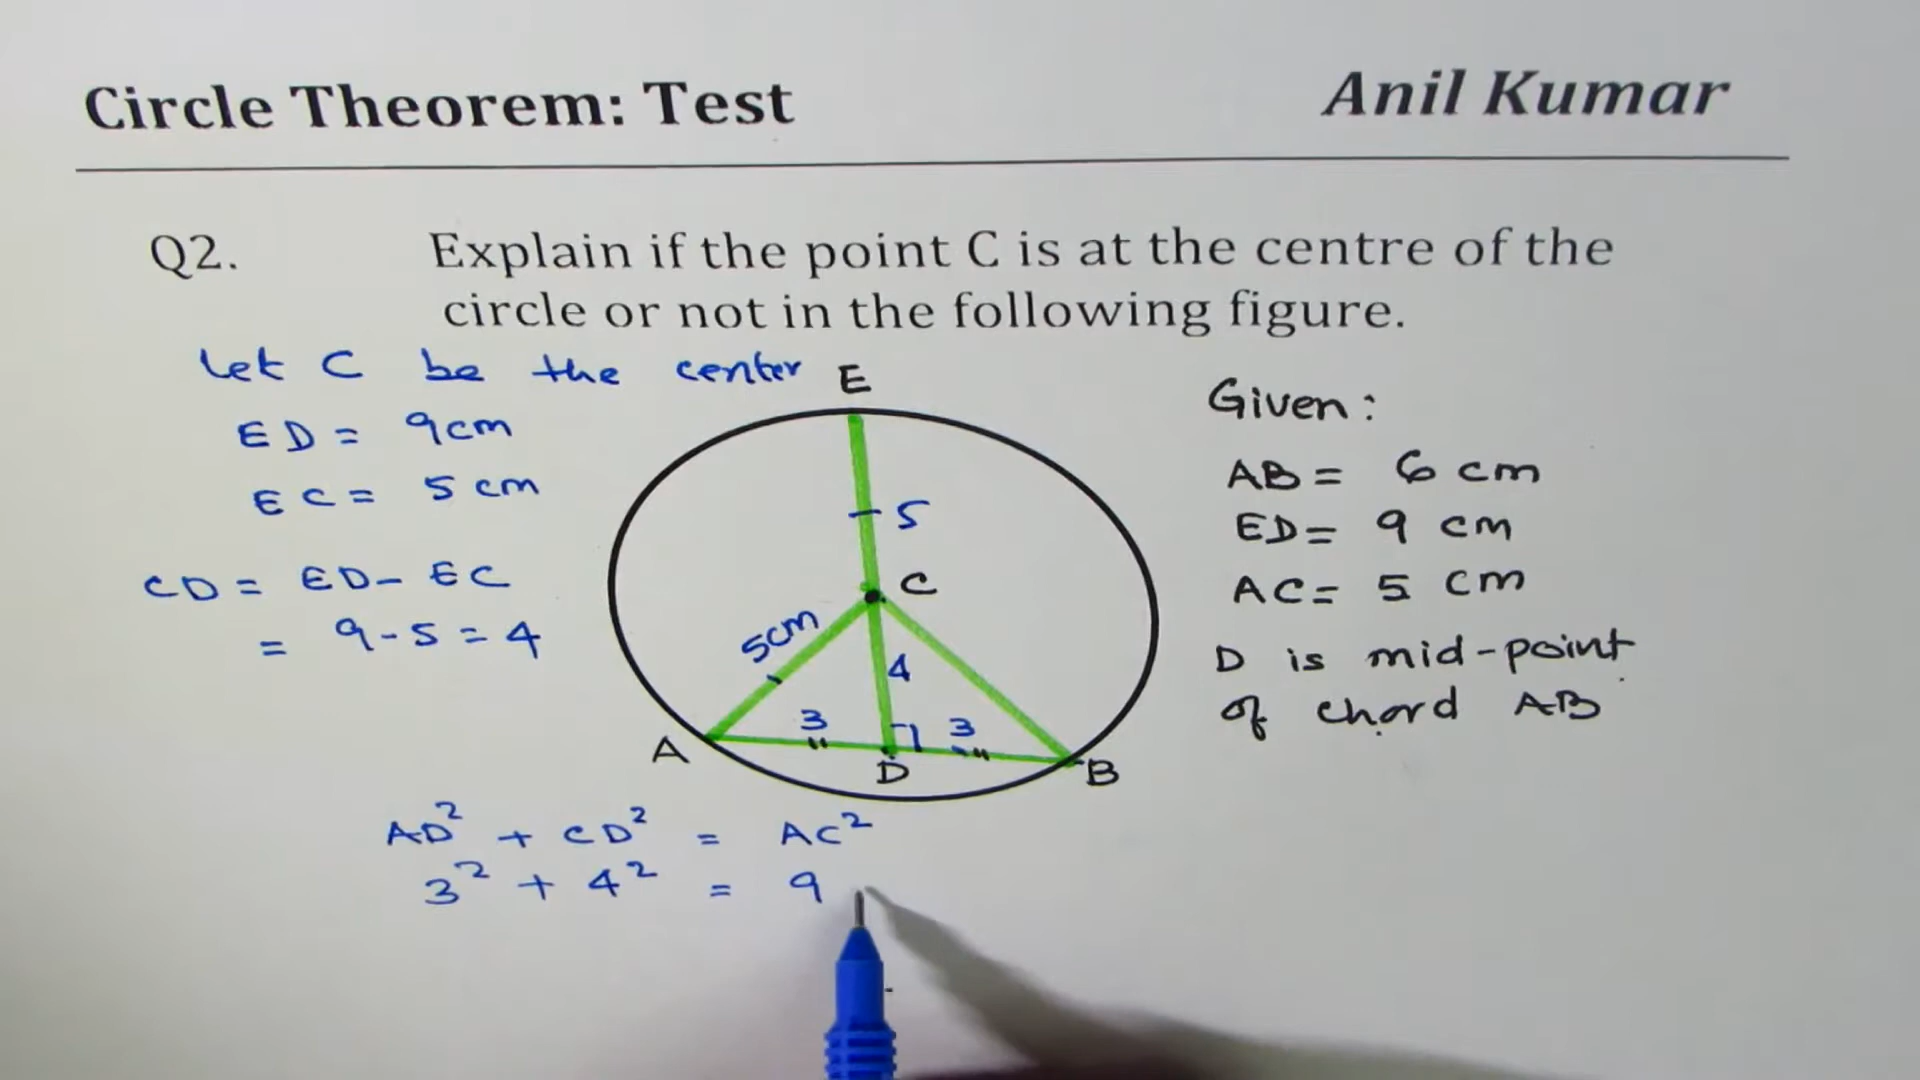 Circle Theorem: Test
Anil Kumar
Q2.
Explain if the point C is at the centre of the
circle or not in the following figure.
Let C be the center
ED = 9cm
EC = 5 cm
CD = ED - EC
= 9 - 5 = 4
E
5
C
5cm
4
3
3
A
D
B
Given:
AB = 6 cm
ED = 9 cm
AC = 5 cm
D is mid-point
of chord AB
AD² + CD² = AC²
3² + 4² = 9